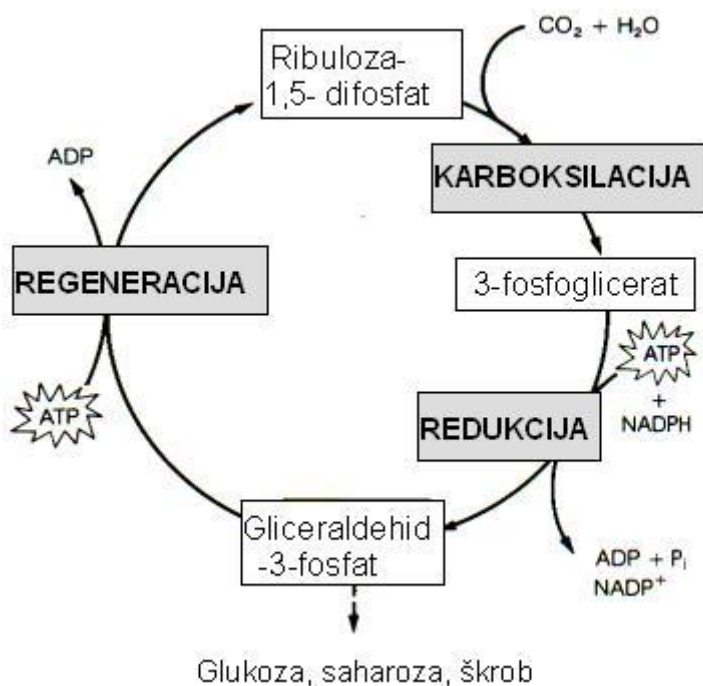 CO₂ + H₂O
Ribuloza-
1,5- difosfat
KARBOKSILACIJA
3-fosfoglicerat
ATP
+
NADPH
REDUKCIJA
ADP + Pᵢ
NADP⁺
Gliceraldehid
-3-fosfat
Glukoza, saharoza, škrob
ATP
REGENERACIJA
ADP